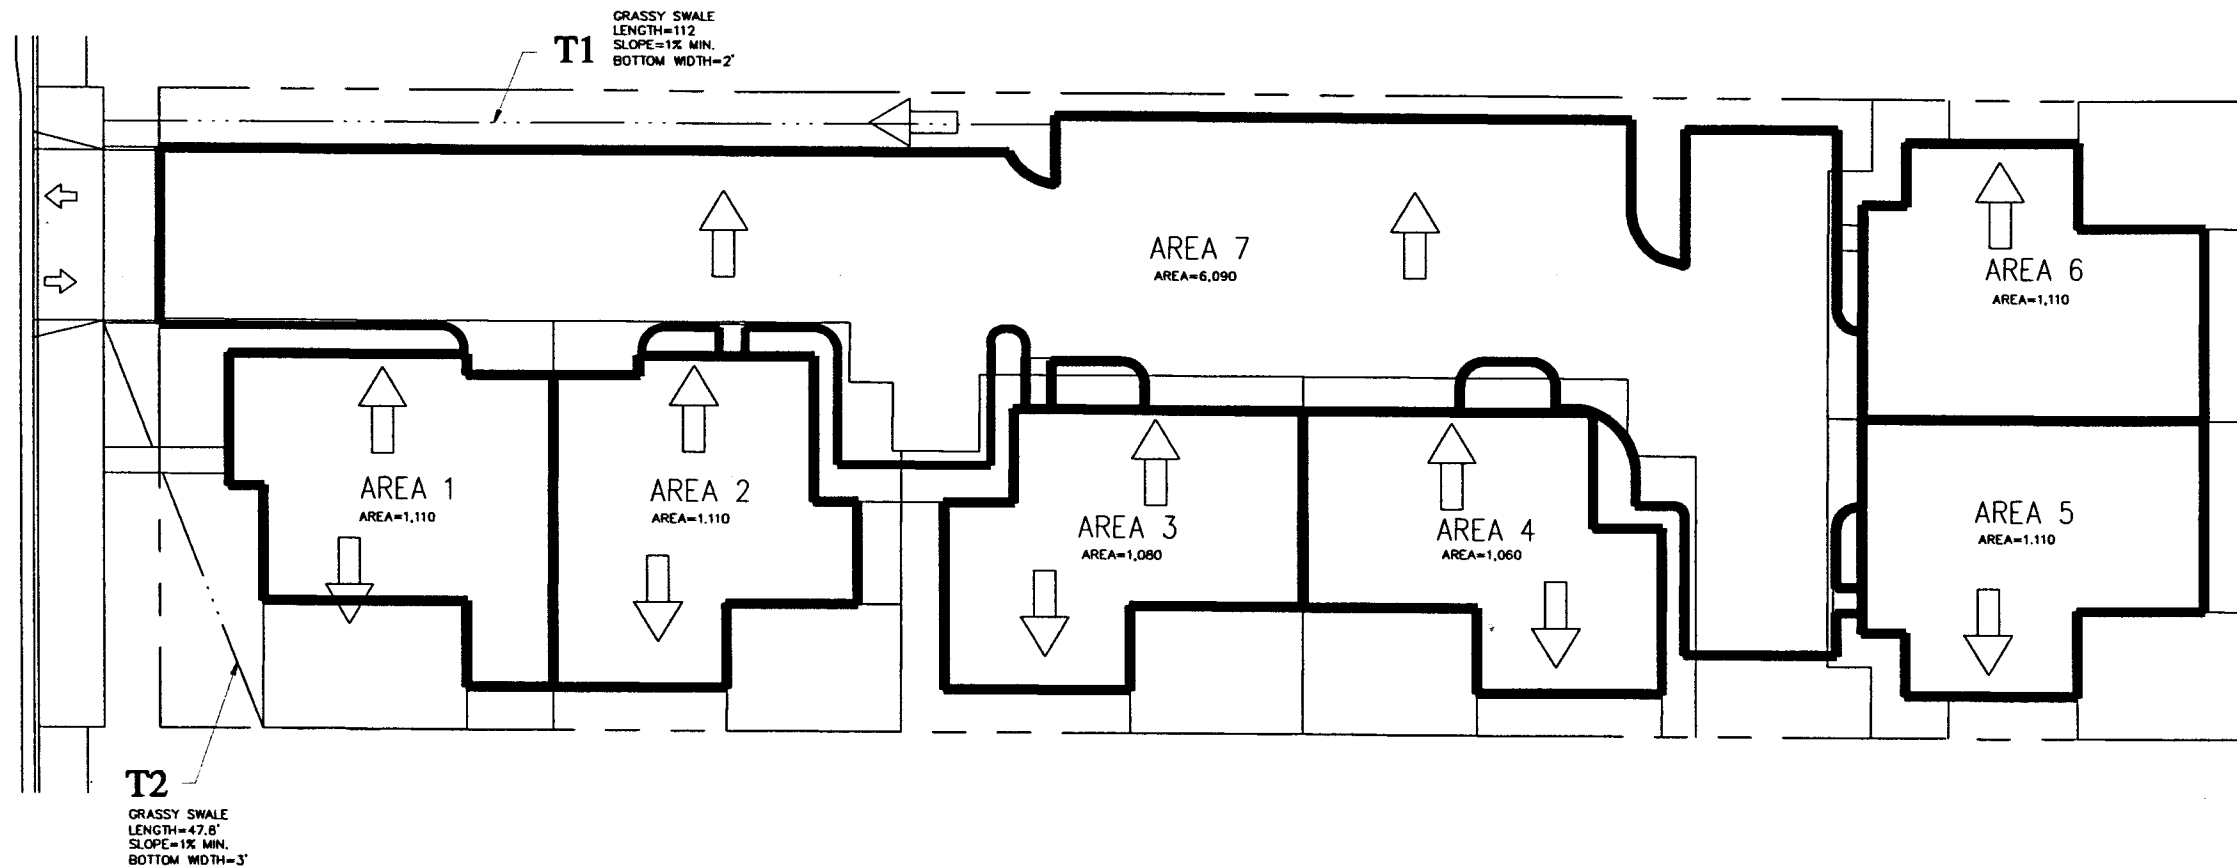 GRASSY SWALE
LENGTH=112
SLOPE=1% MIN.
BOTTOM WIDTH=2'
T1
AREA 7
AREA=6,090
AREA 6
AREA=1,110
AREA 1
AREA=1,110
AREA 2
AREA=1.110
AREA 3
AREA=1,080
AREA 4
AREA=1,060
AREA 5
AREA=1.110
T2
GRASSY SWALE
LENGTH=47.8'
SLOPE=1% MIN.
BOTTOM WIDTH=3'